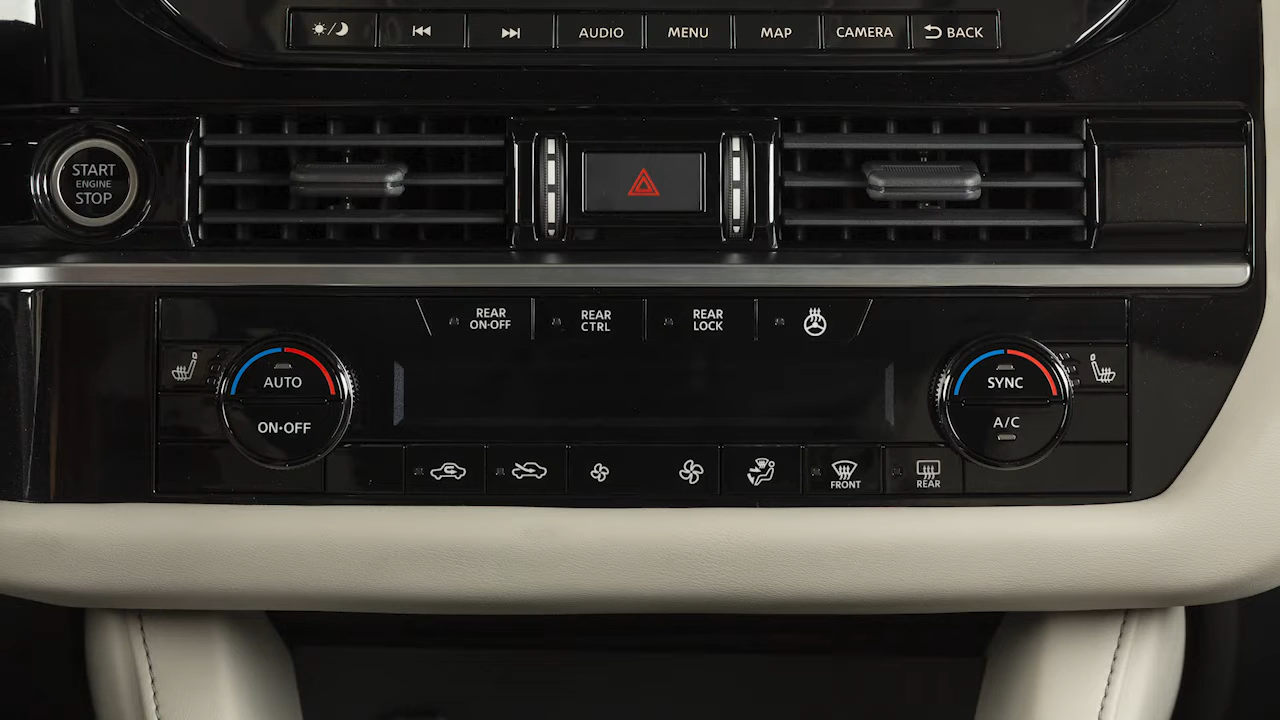 AUDIO
MENU
MAP
CAMERA
BACK
START
ENGINE
STOP
REAR
ON·OFF
REAR
CTRL
REAR
LOCK
AUTO
ON·OFF
SYNC
A/C
FRONT
REAR